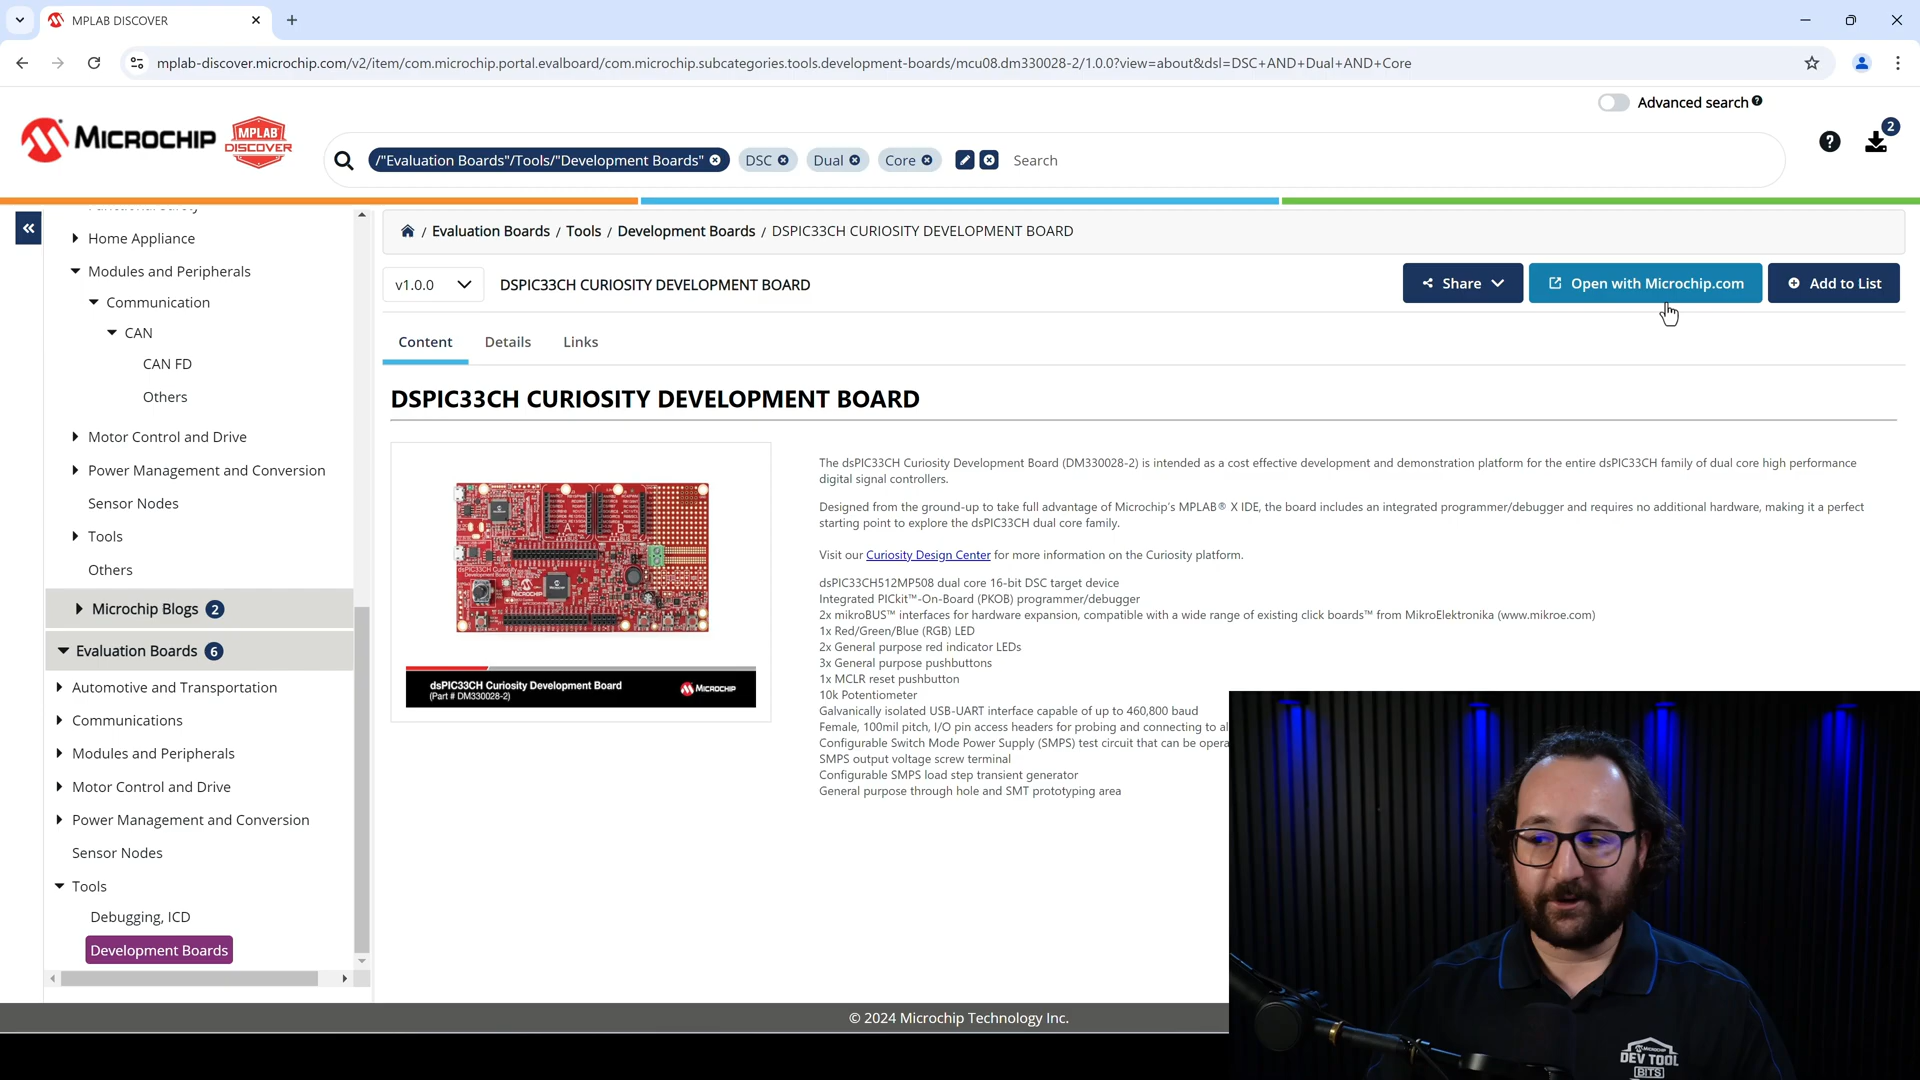 MPLAB DISCOVER
mplab-discover.microchip.com/v2/item/com.microchip.portal.evalboard/com.microchip.subcategories.tools.development-boards/mcu08.dm330028-2/1.0.0?view=about&dsl=DSC+AND+Dual+AND+Core
Advanced search
MICROCHIP
MPLAB
DISCOVER
/"Evaluation Boards"/Tools/"Development Boards"
DSC
Dual
Core
Search
2
Home Appliance
Modules and Peripherals
Communication
CAN
CAN FD
Others
Motor Control and Drive
Power Management and Conversion
Sensor Nodes
Tools
Others
Microchip Blogs 2
Evaluation Boards 6
Automotive and Transportation
Communications
Modules and Peripherals
Motor Control and Drive
Power Management and Conversion
Sensor Nodes
Tools
Debugging, ICD
Development Boards
/ Evaluation Boards / Tools / Development Boards / DSPIC33CH CURIOSITY DEVELOPMENT BOARD
v1.0.0
DSPIC33CH CURIOSITY DEVELOPMENT BOARD
Share
Open with Microchip.com
Add to List
Content
Details
Links
DSPIC33CH CURIOSITY DEVELOPMENT BOARD
dsPIC33CH Curiosity Development Board
(Part # DM330028-2)
MICROCHIP
The dsPIC33CH Curiosity Development Board (DM330028-2) is intended as a cost effective development and demonstration platform for the entire dsPIC33CH family of dual core high performance
digital signal controllers.
Designed from the ground-up to take full advantage of Microchip's MPLAB® X IDE, the board includes an integrated programmer/debugger and requires no additional hardware, making it a perfect
starting point to explore the dsPIC33CH dual core family.
Visit our Curiosity Design Center for more information on the Curiosity platform.
dsPIC33CH512MP508 dual core 16-bit DSC target device
Integrated PICkit™-On-Board (PKOB) programmer/debugger
2x mikroBUS™ interfaces for hardware expansion, compatible with a wide range of existing click boards™ from MikroElektronika (www.mikroe.com)
1x Red/Green/Blue (RGB) LED
2x General purpose red indicator LEDs
3x General purpose pushbuttons
1x MCLR reset pushbutton
10k Potentiometer
Galvanically isolated USB-UART interface capable of up to 460,800 baud
Female, 100mil pitch, I/O pin access headers for probing and connecting to al
Configurable Switch Mode Power Supply (SMPS) test circuit that can be opera
SMPS output voltage screw terminal
Configurable SMPS load step transient generator
General purpose through hole and SMT prototyping area
© 2024 Microchip Technology Inc.
MICROCHIP
DEV TOOL
BITS